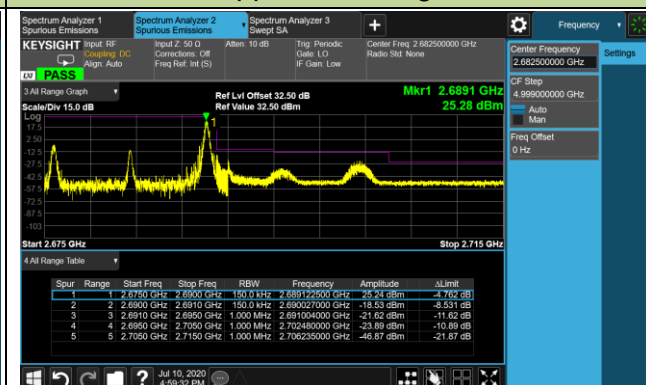 Spectrum Analyzer 1
Spurious Emissions
Spectrum Analyzer 2
Spurious Emissions
Spectrum Analyzer 3
Swept SA
+
Frequency
KEYSIGHT
Input: RF
Coupling: DC
Align: Auto
Input Z: 50 Ω
Corrections: Off
Freq Ref: Int (S)
Atten: 10 dB
Trig: Periodic
Gate: LO
IF Gain: Low
Center Freq: 2.682500000 GHz
Radio Std: None
LXI PASS
Center Frequency
2.682500000 GHz
Settings
CF Step
4.999000000 GHz
Auto
Man
Freq Offset
0 Hz
3 All Range Graph
Scale/Div 15.0 dB
Ref Lvl Offset 32.50 dB
Ref Value 32.50 dBm
Mkr1 2.6891 GHz
25.28 dBm
Log
17.5
2.50
-12.5
-27.5
-42.5
-57.5
-72.5
-87.5
-103
1
Start 2.675 GHz
Stop 2.715 GHz
4 All Range Table
Spur Range Start Freq Stop Freq RBW Frequency Amplitude ΔLimit
1 1 2.6750 GHz 2.6900 GHz 150.0 kHz 2.689122500 GHz 25.24 dBm -4.762 dB
2 2 2.6900 GHz 2.6910 GHz 150.0 kHz 2.690027000 GHz -18.53 dBm -8.531 dB
3 3 2.6910 GHz 2.6950 GHz 1.000 MHz 2.691004000 GHz -21.62 dBm -11.62 dB
4 4 2.6950 GHz 2.7050 GHz 1.000 MHz 2.702480000 GHz -23.89 dBm -10.89 dB
5 5 2.7050 GHz 2.7150 GHz 1.000 MHz 2.706235000 GHz -46.87 dBm -21.87 dB
?
Jul 10, 2020
4:59:32 PM